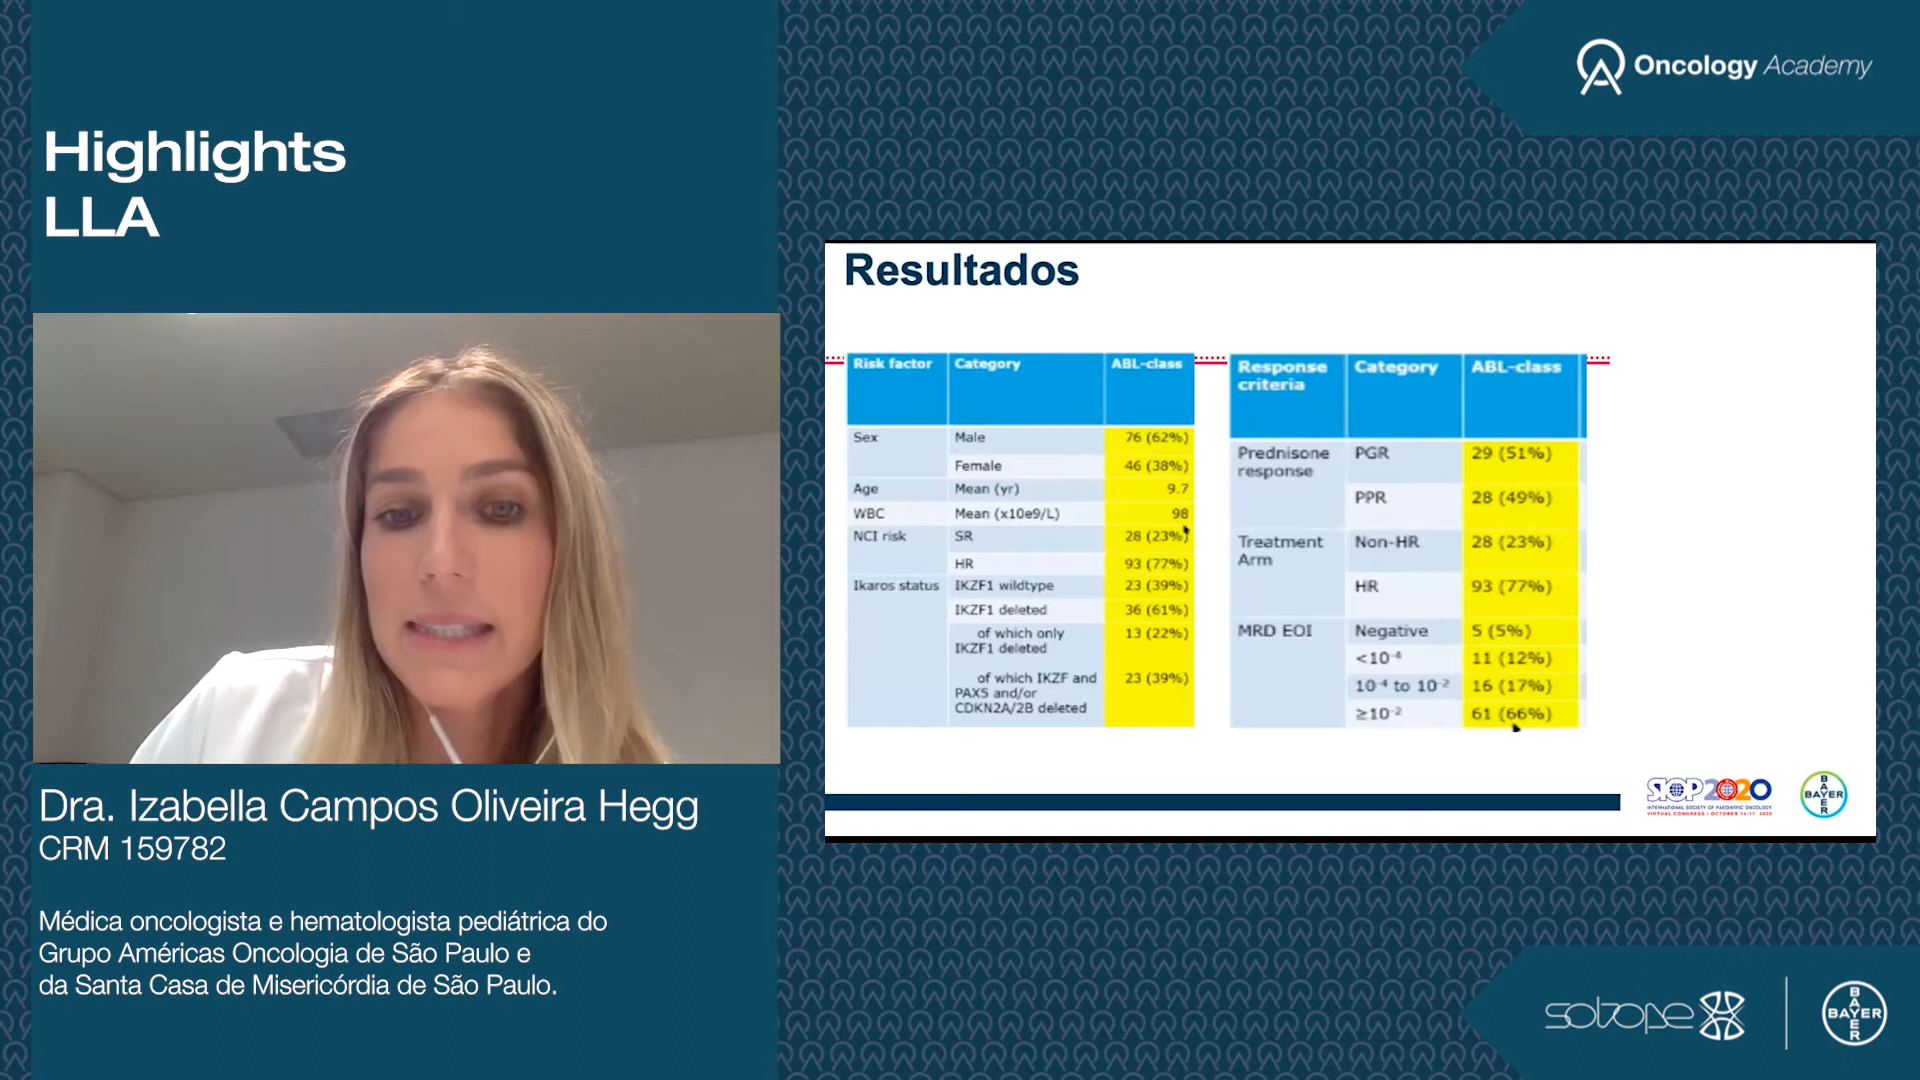 Highlights
LLA
Dra. Izabella Campos Oliveira Hegg
CRM 159782
Médica oncologista e hematologista pediátrica do
Grupo Américas Oncologia de São Paulo e
da Santa Casa de Misericórdia de São Paulo.
Oncology Academy
Resultados
Risk factor Category ABL-class
Sex Male 76 (62%)
Female 46 (38%)
Age Mean (yr) 9.7
WBC Mean (x10e9/L) 98
NCI risk SR 28 (23%)
HR 93 (77%)
Ikaros status IKZF1 wildtype 23 (39%)
IKZF1 deleted 36 (61%)
of which only 13 (22%)
IKZF1 deleted
of which IKZF and 23 (39%)
PAX5 and/or
CDKN2A/2B deleted
Response Category ABL-class
criteria
Prednisone PGR 29 (51%)
response
PPR 28 (49%)
Treatment Non-HR 28 (23%)
Arm
HR 93 (77%)
MRD EOI Negative 5 (5%)
<10⁻⁴ 11 (12%)
10⁻⁴ to 10⁻² 16 (17%)
≥10⁻² 61 (66%)
SIOP2020
INTERNATIONAL SOCIETY OF PAEDIATRIC ONCOLOGY
VIRTUAL CONGRESS | OCTOBER 14-17 2020
BAYER
BAYER
sobope
BAYER
BAYER